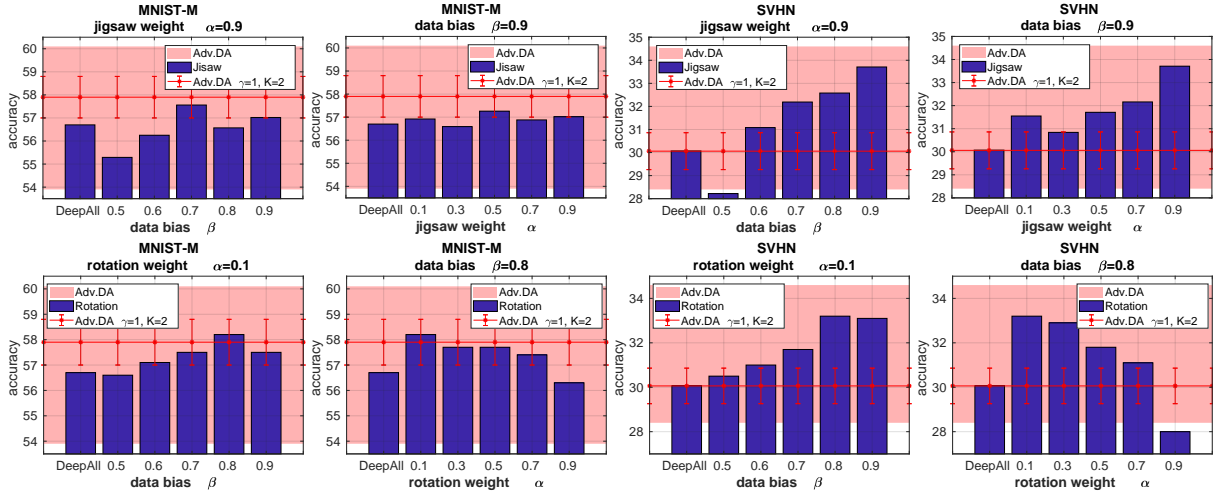 MNIST-M
jigsaw weight α=0.9
60
59
58
57
56
55
54
accuracy
Adv.DA
Jisaw
Adv.DA γ=1, K=2
DeepAll 0.5 0.6 0.7 0.8 0.9
data bias β
MNIST-M
data bias β=0.9
60
59
58
57
56
55
54
accuracy
Adv.DA
Jigsaw
Adv.DA γ=1, K=2
DeepAll 0.1 0.3 0.5 0.7 0.9
jigsaw weight α
SVHN
jigsaw weight α=0.9
35
34
33
32
31
30
29
28
accuracy
Adv.DA
Jigsaw
Adv.DA γ=1, K=2
DeepAll 0.5 0.6 0.7 0.8 0.9
data bias β
SVHN
data bias β=0.9
35
34
33
32
31
30
29
28
accuracy
Adv.DA
Jigsaw
Adv.DA γ=1, K=2
DeepAll 0.1 0.3 0.5 0.7 0.9
jigsaw weight α
MNIST-M
rotation weight α=0.1
60
59
58
57
56
55
54
accuracy
Adv.DA
Rotation
Adv.DA γ=1, K=2
DeepAll 0.5 0.6 0.7 0.8 0.9
data bias β
MNIST-M
data bias β=0.8
60
59
58
57
56
55
54
accuracy
Adv.DA
Rotation
Adv.DA γ=1, K=2
DeepAll 0.1 0.3 0.5 0.7 0.9
rotation weight α
SVHN
rotation weight α=0.1
34
32
30
28
accuracy
Adv.DA
Rotation
Adv.DA γ=1, K=2
DeepAll 0.5 0.6 0.7 0.8 0.9
data bias β
SVHN
data bias β=0.8
34
32
30
28
accuracy
Adv.DA
Rotation
Adv.DA γ=1, K=2
DeepAll 0.1 0.3 0.5 0.7 0.9
rotation weight α